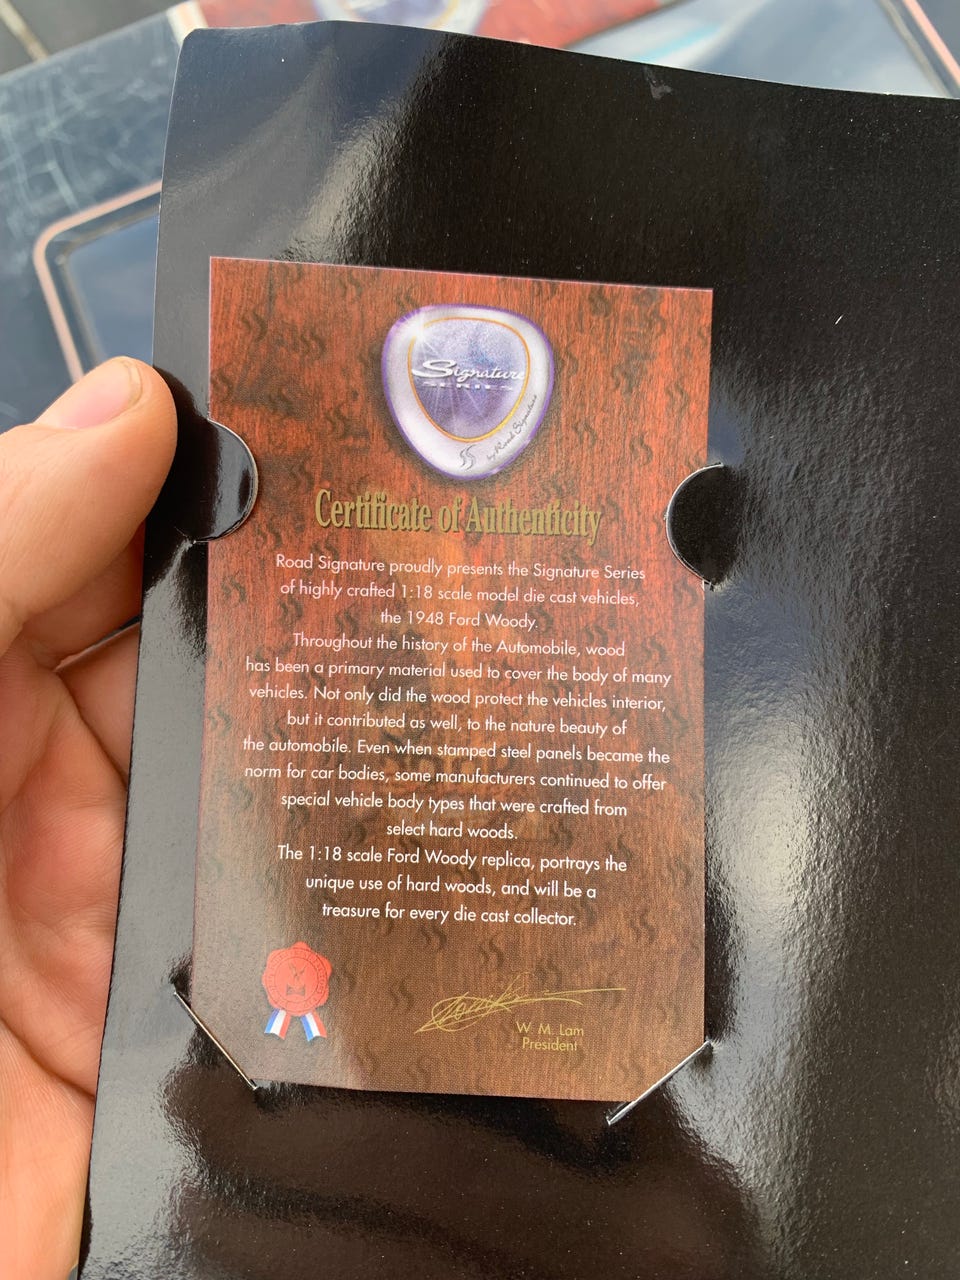 Signature
SERIES
by Road Signature
Certificate of Authenticity
Road Signature proudly presents the Signature Series
of highly crafted 1:18 scale model die cast vehicles,
the 1948 Ford Woody.
Throughout the history of the Automobile, wood
has been a primary material used to cover the body of many
vehicles. Not only did the wood protect the vehicles interior,
but it contributed as well, to the nature beauty of
the automobile. Even when stamped steel panels became the
norm for car bodies, some manufacturers continued to offer
special vehicle body types that were crafted from
select hard woods.
The 1:18 scale Ford Woody replica, portrays the
unique use of hard woods, and will be a
treasure for every die cast collector.
W. M. Lam
President